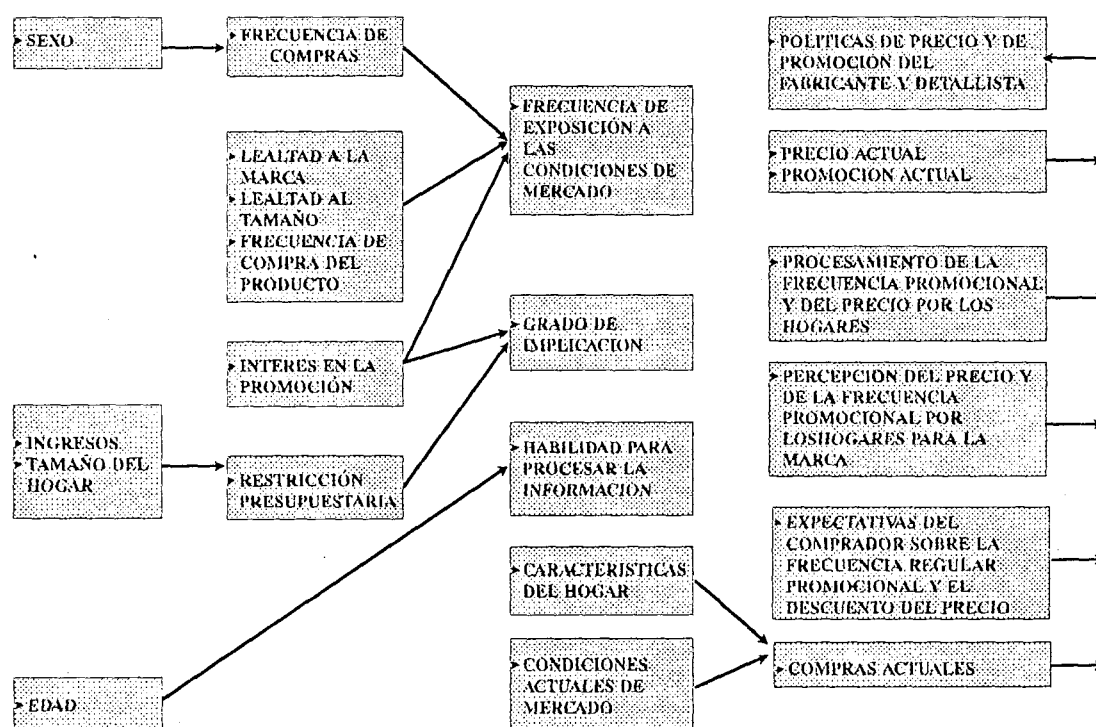 SEXO
FRECUENCIA DE
COMPRAS
POLITICAS DE PRECIO Y DE
PROMOCIÓN DEL
FABRICANTE Y DETALLISTA
FRECUENCIA DE
EXPOSICIÓN A
LAS
CONDICIONES DE
MERCADO
LEALTAD A LA
MARCA
LEALTAD AL
TAMAÑO
FRECUENCIA DE
COMPRA DEL
PRODUCTO
PRECIO ACTUAL
PROMOCION ACTUAL
PROCESAMIENTO DE LA
FRECUENCIA PROMOCIONAL
Y DEL PRECIO POR LOS
HOGARES
GRADO DE
IMPLICACION
INTERES EN LA
PROMOCIÓN
PERCEPCION DEL PRECIO Y
DE LA FRECUENCIA
PROMOCIONAL POR
LOSHOGARES PARA LA
MARCA
INGRESOS
TAMAÑO DEL
HOGAR
RESTRICCIÓN
PRESUPUESTARIA
HABILIDAD PARA
PROCESAR LA
INFORMACION
EXPECTATIVAS DEL
COMPRADOR SOBRE LA
FRECUENCIA REGULAR
PROMOCIONAL Y EL
DESCUENTO DEL PRECIO
CARACTERISTICAS
DEL HOGAR
CONDICIONES
ACTUALES DE
MERCADO
COMPRAS ACTUALES
EDAD